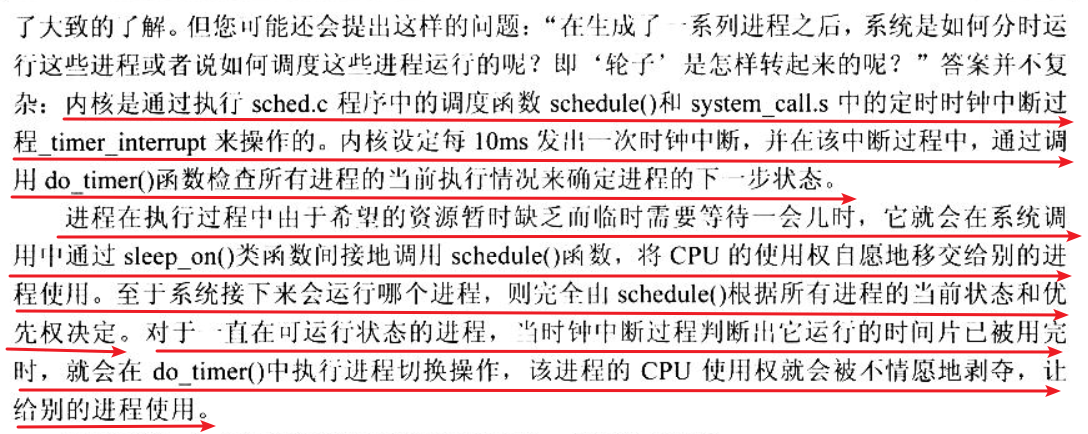 了大致的了解。但您可能还会提出这样的问题：“在生成了一系列进程之后，系统是如何分时运
行这些进程或者说如何调度这些进程运行的呢？即‘轮子’是怎样转起来的呢？”答案并不复
杂：内核是通过执行 sched.c 程序中的调度函数 schedule()和 system_call.s 中的定时时钟中断过
程_timer_interrupt 来操作的。内核设定每 10ms 发出一次时钟中断，并在该中断过程中，通过调
用 do_timer()函数检查所有进程的当前执行情况来确定进程的下一步状态。
进程在执行过程中由于希望的资源暂时缺乏而临时需要等待一会儿时，它就会在系统调
用中通过 sleep_on()类函数间接地调用 schedule()函数，将 CPU 的使用权自愿地移交给别的进
程使用。至于系统接下来会运行哪个进程，则完全由 schedule()根据所有进程的当前状态和优
先权决定。对于一直在可运行状态的进程，当时钟中断过程判断出它运行的时间片已被用完
时，就会在 do_timer()中执行进程切换操作，该进程的 CPU 使用权就会被不情愿地剥夺，让
给别的进程使用。